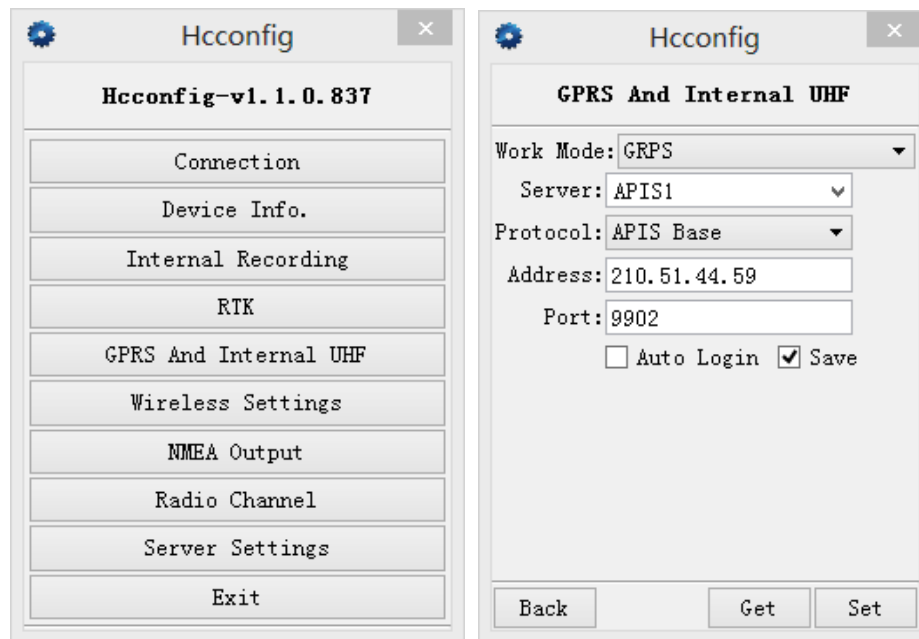 Hcconfig
Hcconfig-v1.1.0.837
Connection
Device Info.
Internal Recording
RTK
GPRS And Internal UHF
Wireless Settings
NMEA Output
Radio Channel
Server Settings
Exit
Hcconfig
GPRS And Internal UHF
Work Mode: GRPS
Server: APIS1
Protocol: APIS Base
Address: 210.51.44.59
Port: 9902
Auto Login Save
Back Get Set